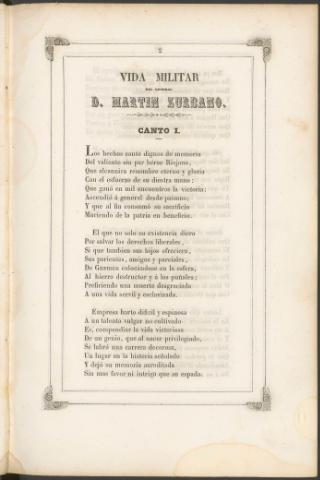 2
VIDA MILITAR
DEL GENERAL
D. MARTIN ZURBANO.
CANTO I.
Los hechos canto dignos de memoria
Del valiente sin par héroe Riojano,
Que alcanzára renombre eterno y gloria
Con el esfuerzo de su diestra mano:
Que ganó en mil encuentros la victoria:
Ascendió á general desde paisano;
Y que al fin consumó su sacrificio
Muriendo de la patria en beneficio.
El que no solo su existencia diera
Por salvar los derechos liberales,
Si que tambien sus hijos ofreciera,
Sus parientes, amigos y parciales,
De Guzman colocándose en la esfera,
Al hierro destructor y á los puñales;
Prefiriendo una muerte desgraciada
A una vida servil y esclavizada.
Empresa harto difícil y espinosa
A un talento vulgar no cultivado
Es, compendiar la vida victoriosa
De un genio, que al nacer privilegiado,
Se labró una carrera decorosa,
Un lugar en la historia señalado
Y dejó su memoria acreditada
Sin mas favor ni intriga que su espada.